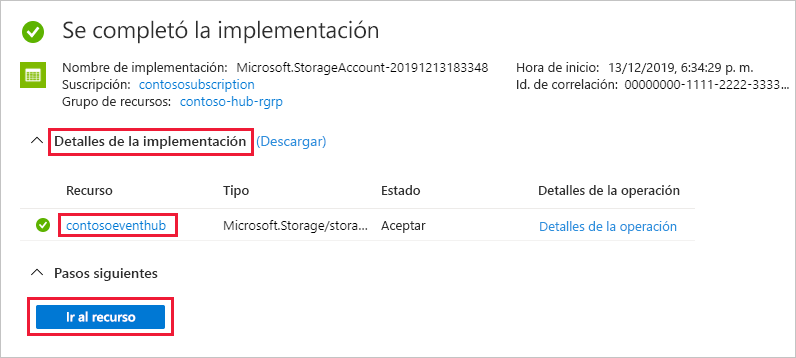 Se completó la implementación
Nombre de implementación: Microsoft.StorageAccount-20191213183348
Hora de inicio: 13/12/2019, 6:34:29 p. m.
Suscripción: contososubscription
Id. de correlación: 00000000-1111-2222-3333...
Grupo de recursos: contoso-hub-rgrp
Detalles de la implementación (Descargar)
Recurso Tipo Estado Detalles de la operación
contosoeventhub Microsoft.Storage/stora... Aceptar Detalles de la operación
Pasos siguientes
Ir al recurso